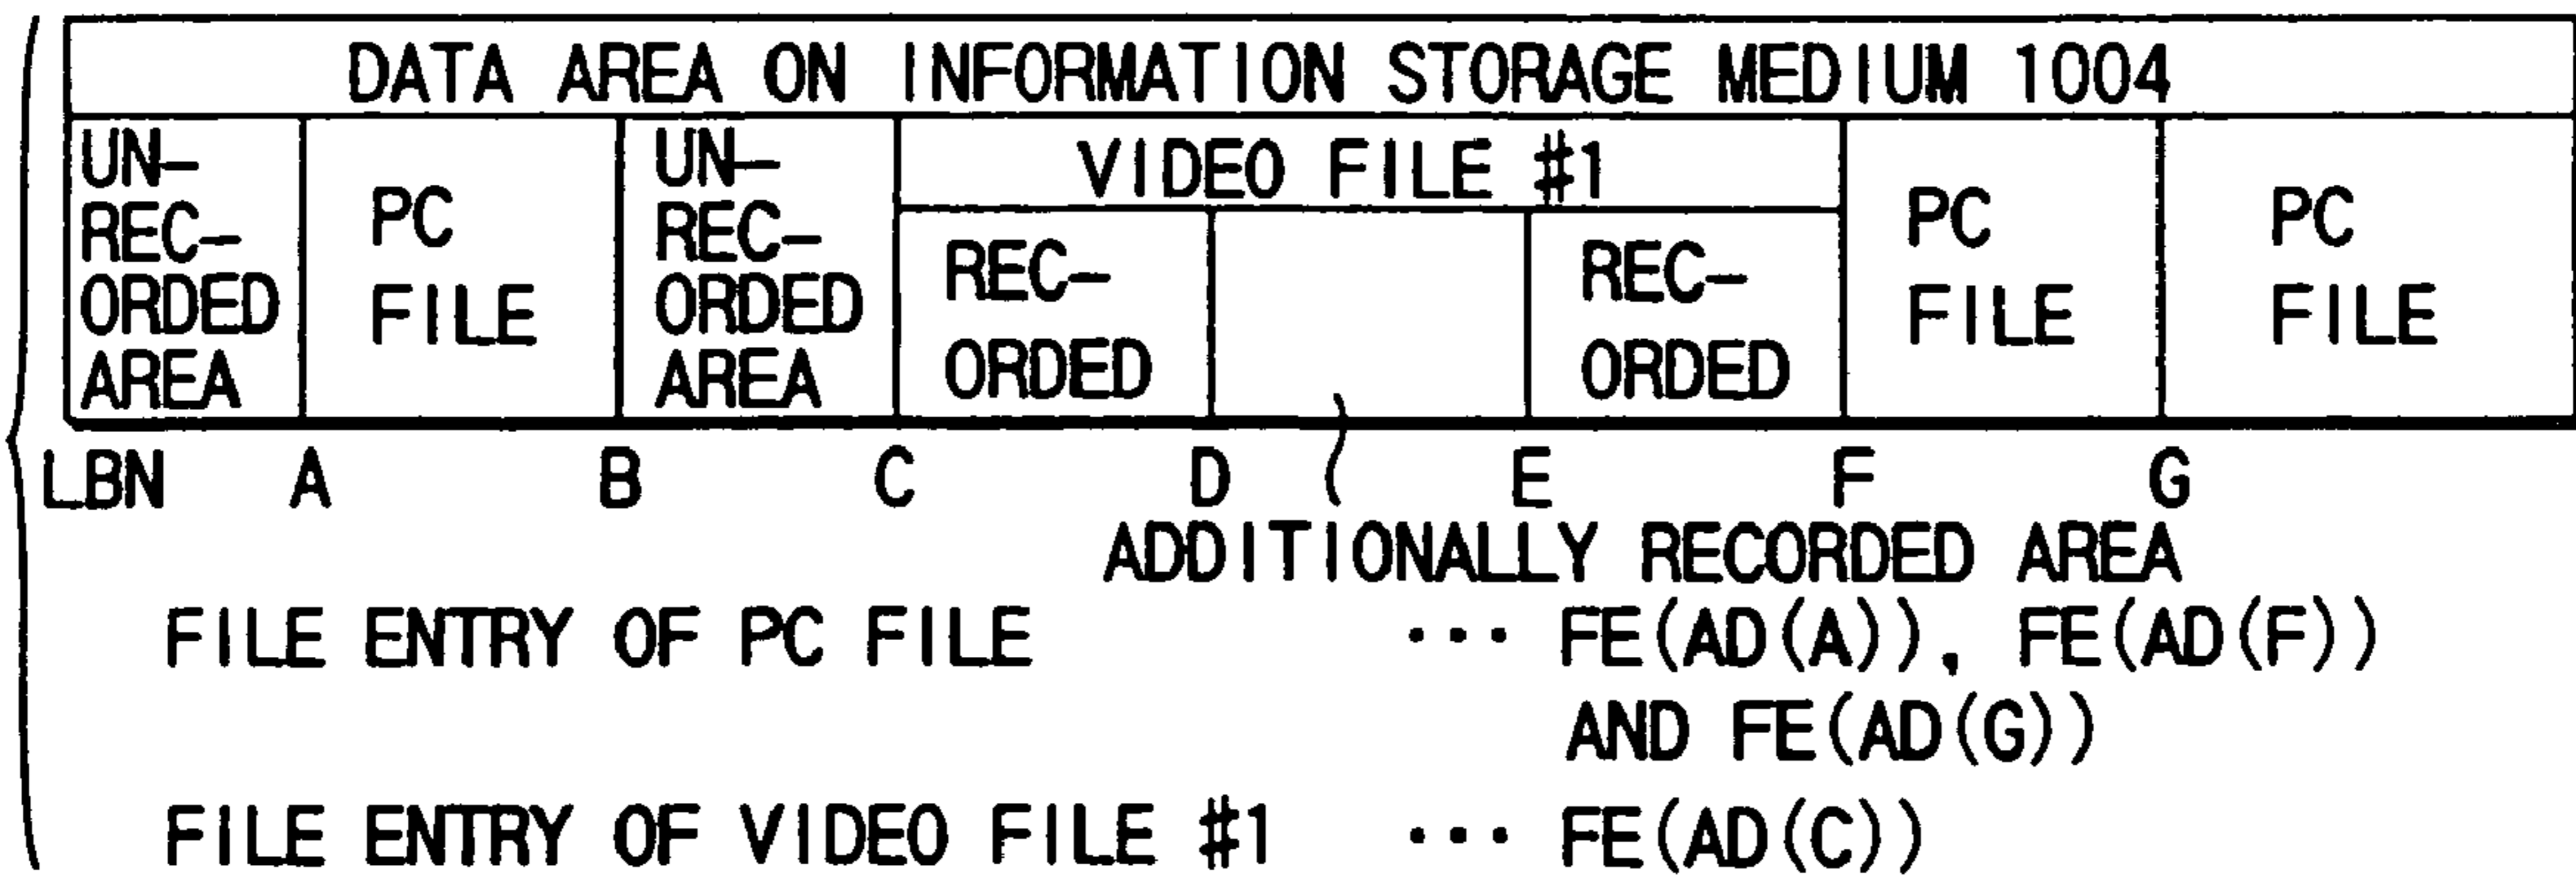 DATA AREA ON INFORMATION STORAGE MEDIUM 1004
UN-
REC-
ORDED
AREA
PC
FILE
UN-
REC-
ORDED
AREA
VIDEO FILE #1
REC-
ORDED
REC-
ORDED
PC
FILE
PC
FILE
LBN A B C D E F G
ADDITIONALLY RECORDED AREA
FILE ENTRY OF PC FILE ··· FE(AD(A)), FE(AD(F))
AND FE(AD(G))
FILE ENTRY OF VIDEO FILE #1 ··· FE(AD(C))